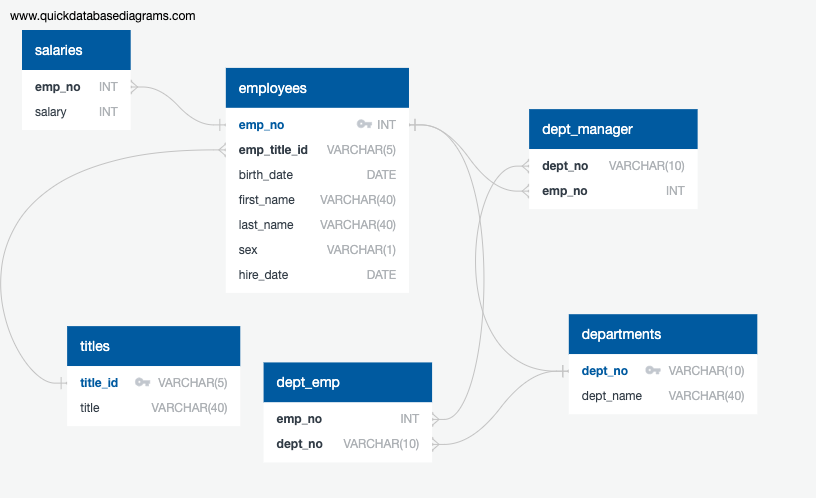 www.quickdatabasediagrams.com
salaries
emp_no INT
salary INT
employees
emp_no INT
emp_title_id VARCHAR(5)
birth_date DATE
first_name VARCHAR(40)
last_name VARCHAR(40)
sex VARCHAR(1)
hire_date DATE
dept_manager
dept_no VARCHAR(10)
emp_no INT
titles
title_id VARCHAR(5)
title VARCHAR(40)
dept_emp
emp_no INT
dept_no VARCHAR(10)
departments
dept_no VARCHAR(10)
dept_name VARCHAR(40)